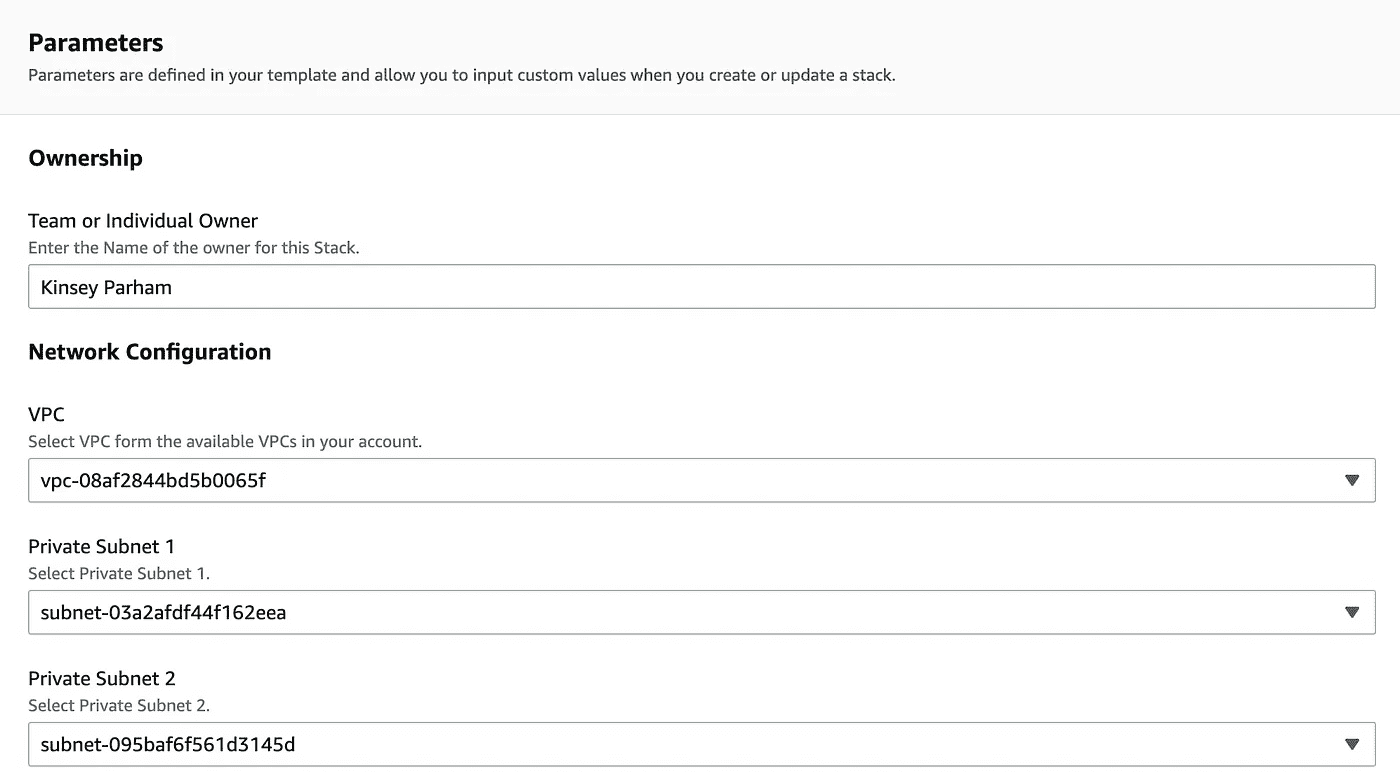 Parameters
Parameters are defined in your template and allow you to input custom values when you create or update a stack.
Ownership
Team or Individual Owner
Enter the Name of the owner for this Stack.
Kinsey Parham
Network Configuration
VPC
Select VPC form the available VPCs in your account.
vpc-08af2844bd5b0065f
Private Subnet 1
Select Private Subnet 1.
subnet-03a2afdf44f162eea
Private Subnet 2
Select Private Subnet 2.
subnet-095baf6f561d3145d